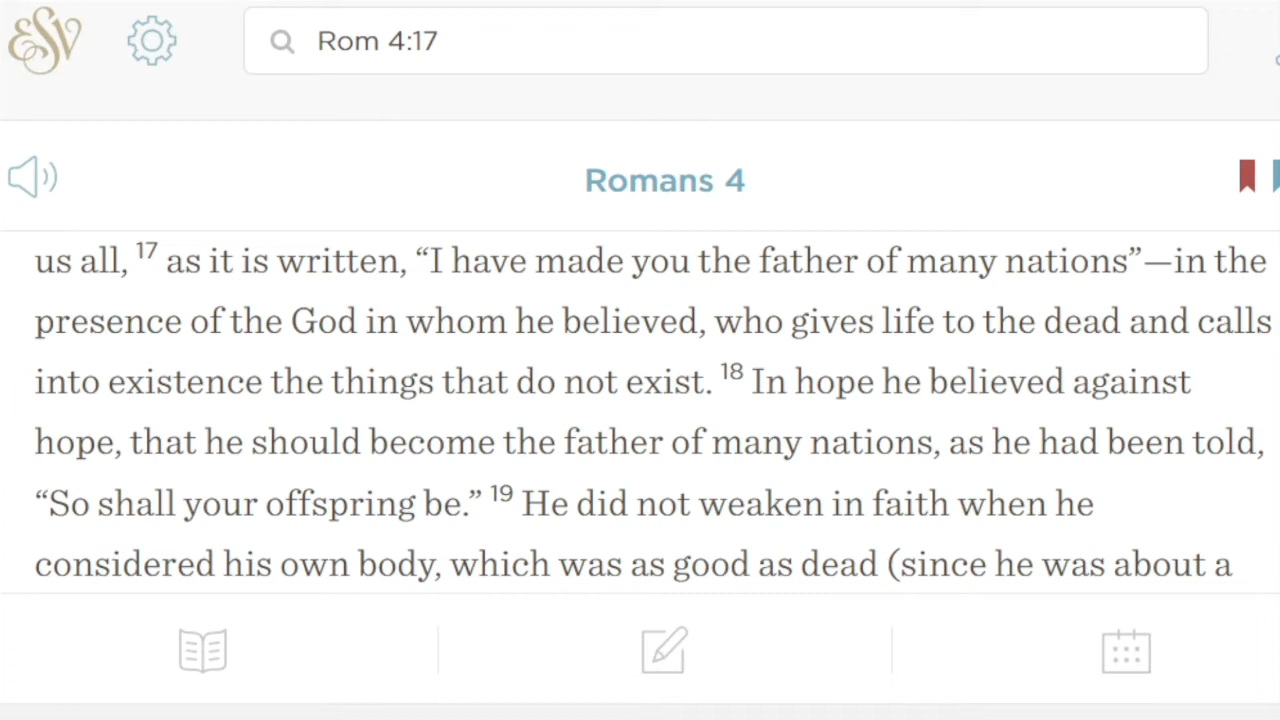 ESV
Rom 4:17
Romans 4
us all, 17 as it is written, “I have made you the father of many nations”—in the
presence of the God in whom he believed, who gives life to the dead and calls
into existence the things that do not exist. 18 In hope he believed against
hope, that he should become the father of many nations, as he had been told,
“So shall your offspring be.” 19 He did not weaken in faith when he
considered his own body, which was as good as dead (since he was about a